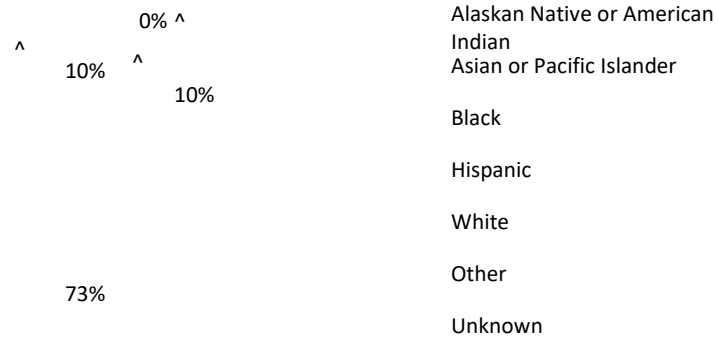 0% ^
^
10%
^
10%
73%
Alaskan Native or American
Indian
Asian or Pacific Islander
Black
Hispanic
White
Other
Unknown